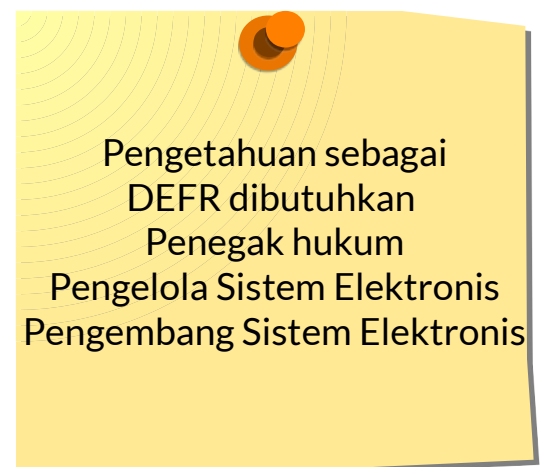 Pengetahuan sebagai
DEFR dibutuhkan
Penegak hukum
Pengelola Sistem Elektronis
Pengembang Sistem Elektronis